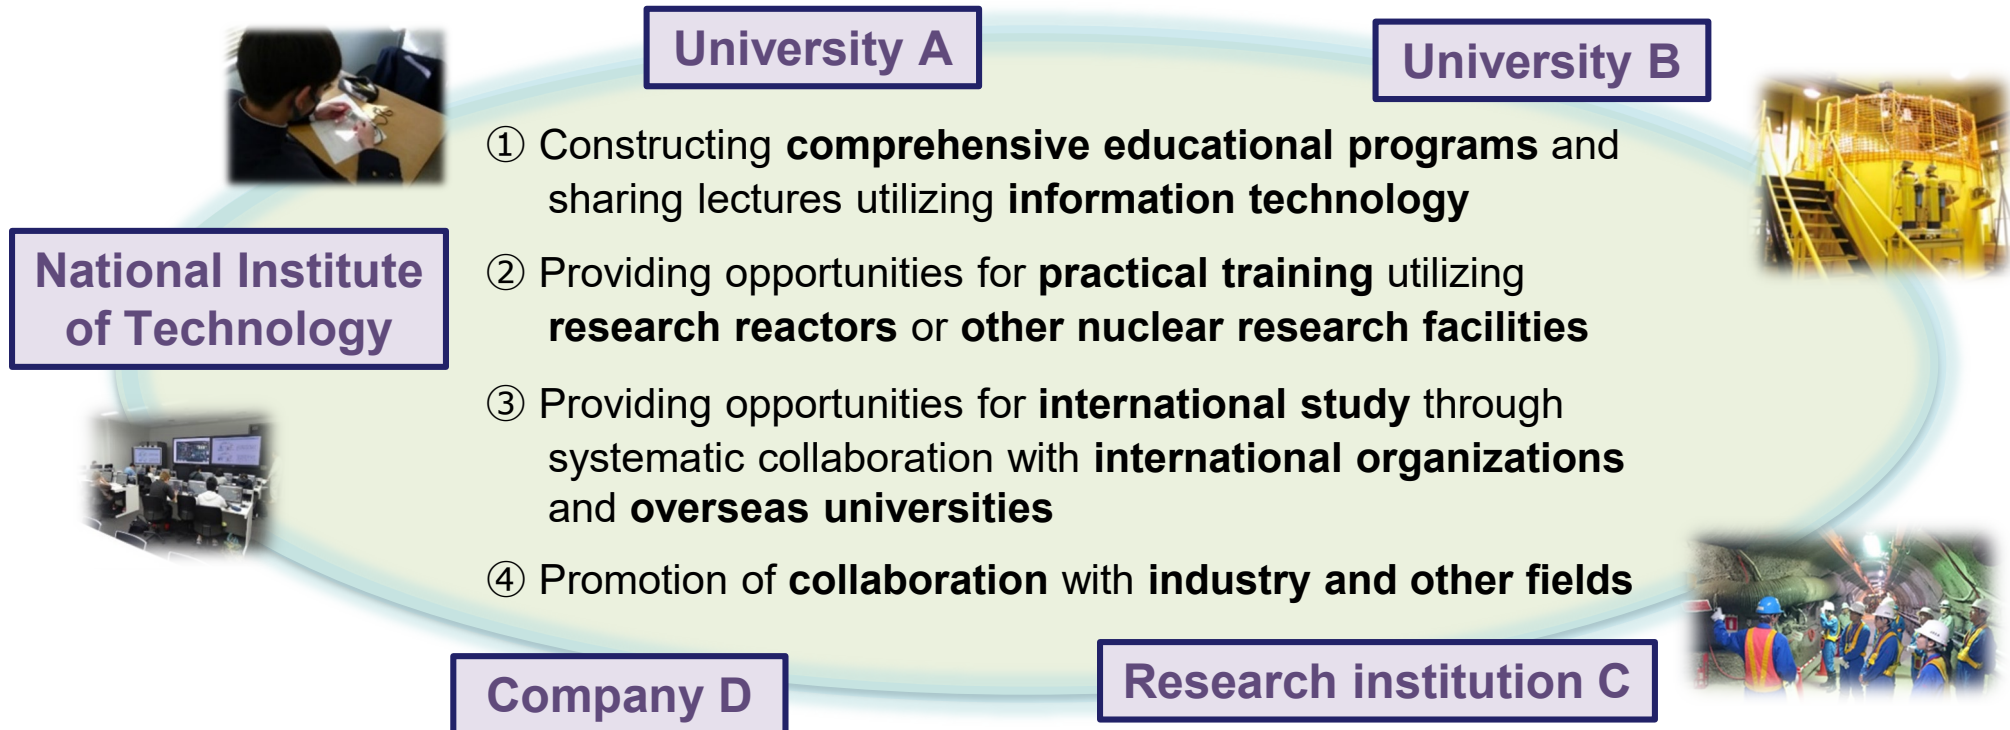 University A
University B
① Constructing comprehensive educational programs and
sharing lectures utilizing information technology
National Institute
of Technology
② Providing opportunities for practical training utilizing
research reactors or other nuclear research facilities
③ Providing opportunities for international study through
systematic collaboration with international organizations
and overseas universities
④ Promotion of collaboration with industry and other fields
Company D
Research institution C